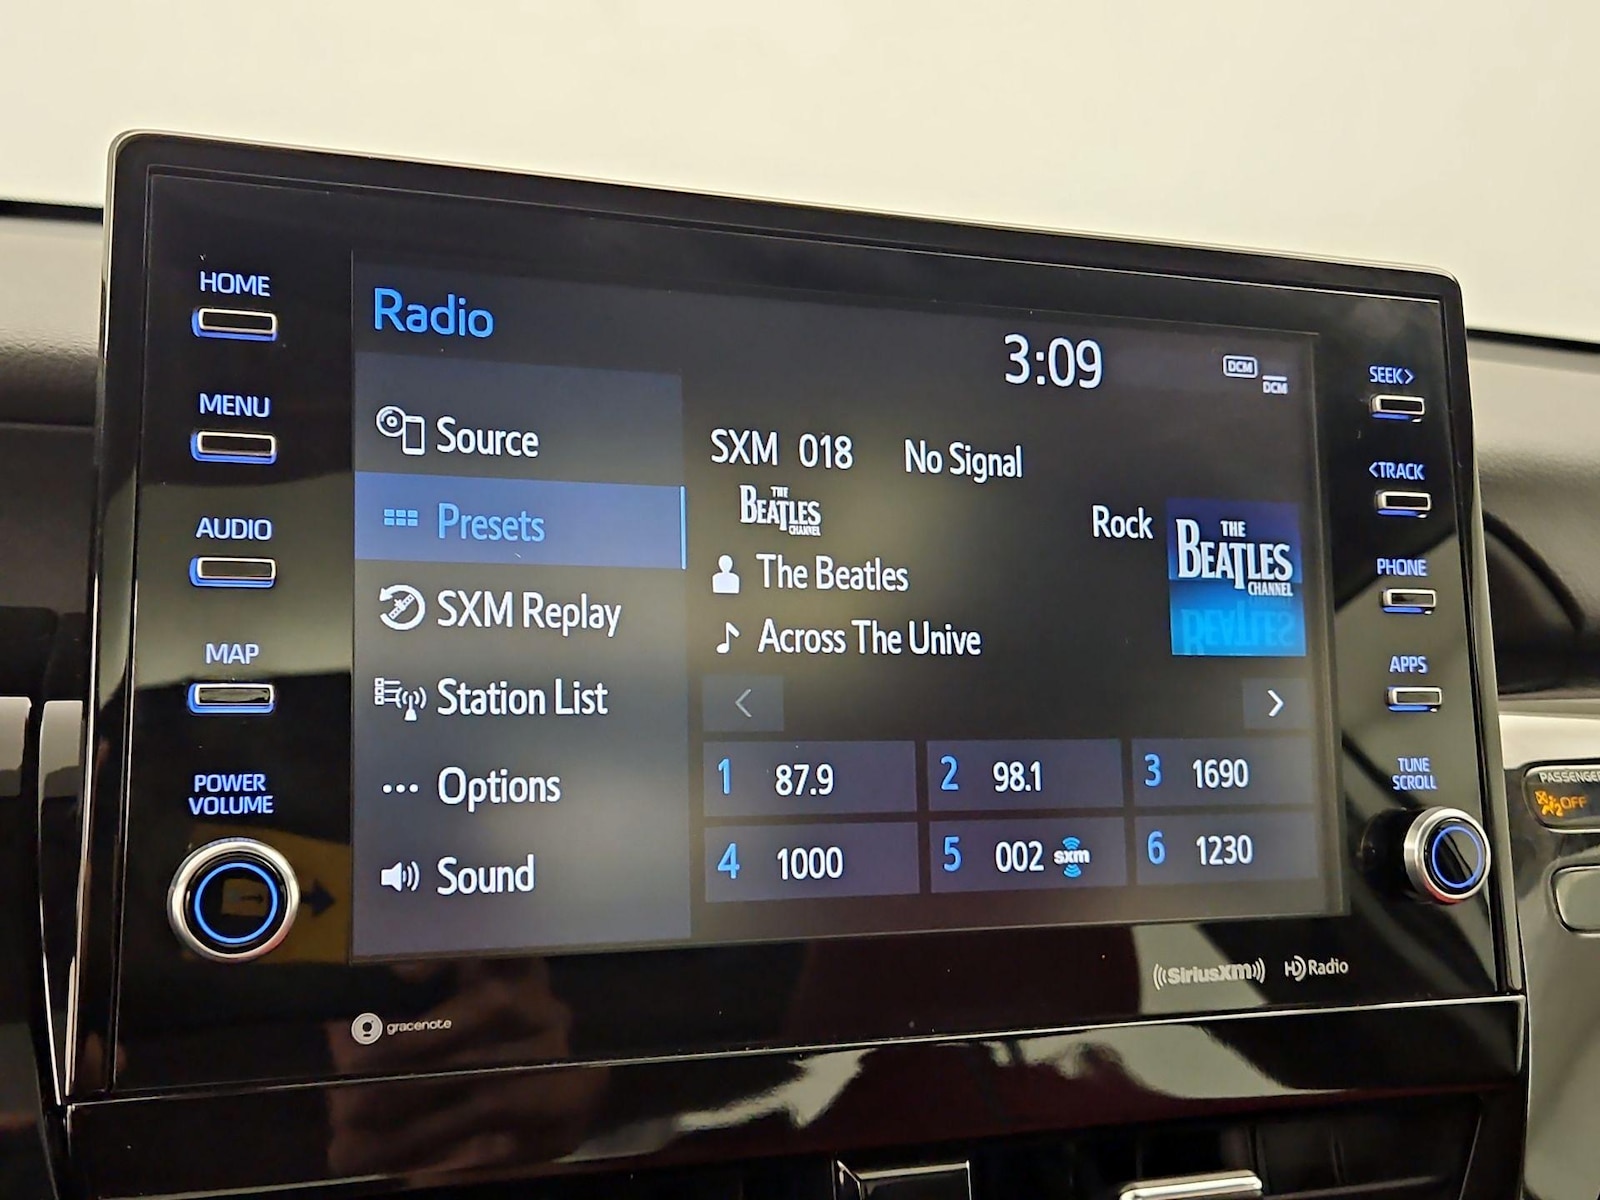 HOME
MENU
AUDIO
MAP
POWER
VOLUME
Radio
3:09
DCM
DCM
Source
Presets
SXM Replay
Station List
Options
Sound
SXM 018 No Signal
THE
BEATLES
CHANNEL
Rock
The Beatles
Across The Unive
THE
BEATLES
CHANNEL
BEATLES
1 87.9
2 98.1
3 1690
4 1000
5 002 sxm
6 1230
SEEK>
<TRACK
PHONE
APPS
TUNE
SCROLL
PASSENGER
2 OFF
((SiriusXM))
HD Radio
gracenote